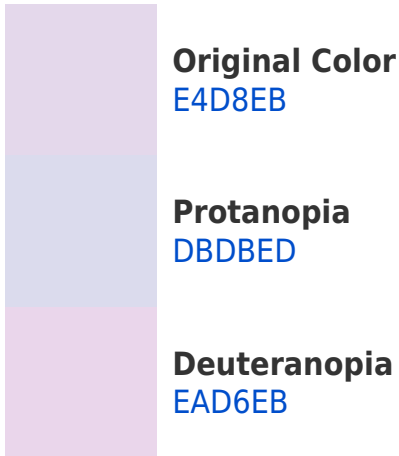 Original Color
E4D8EB
Protanopia
DBDBED
Deuteranopia
EAD6EB